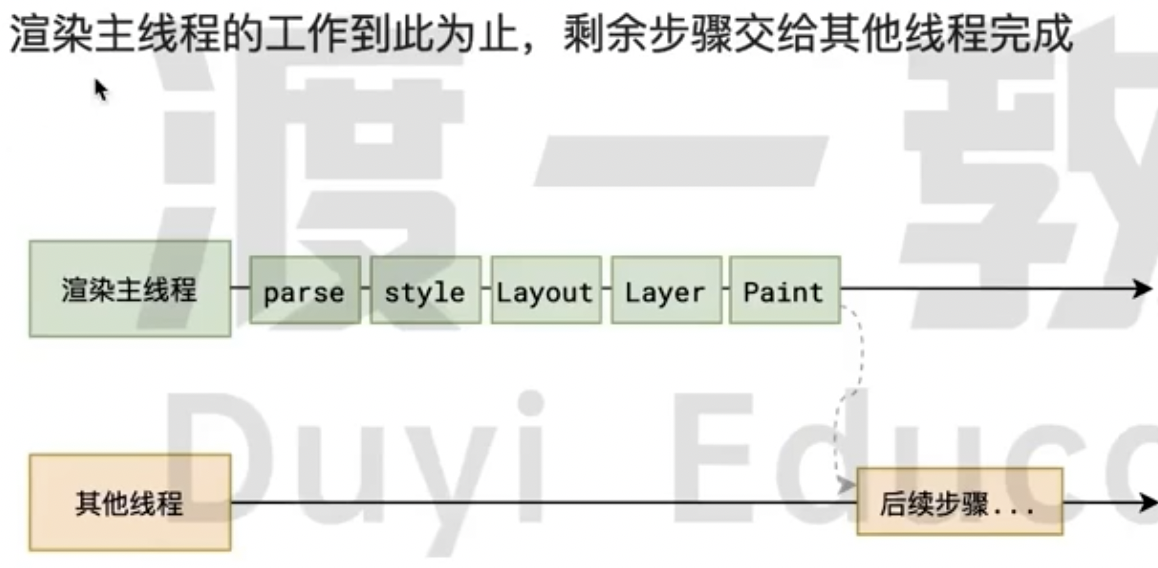 渲染主线程的工作到此为止，剩余步骤交给其他线程完成
渡一教
渲染主线程 parse style Layout Layer Paint
Duyi Educa
其他线程 后续步骤...